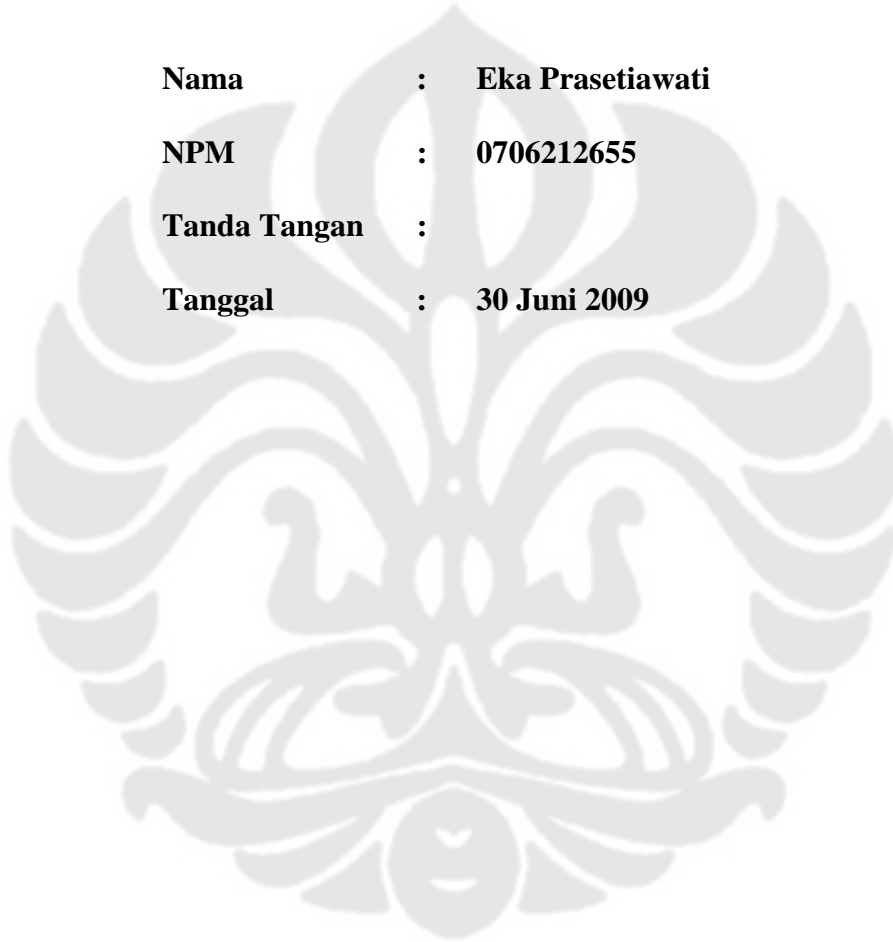 Nama : Eka Prasetiawati
NPM : 0706212655
Tanda Tangan :
Tanggal : 30 Juni 2009